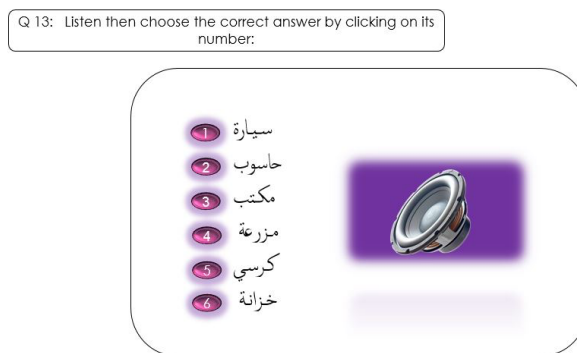 Q 13: Listen then choose the correct answer by clicking on its
number:
1 سيارة
2 حاسوب
3 مكتب
4 مزرعة
5 كرسي
6 خزانة